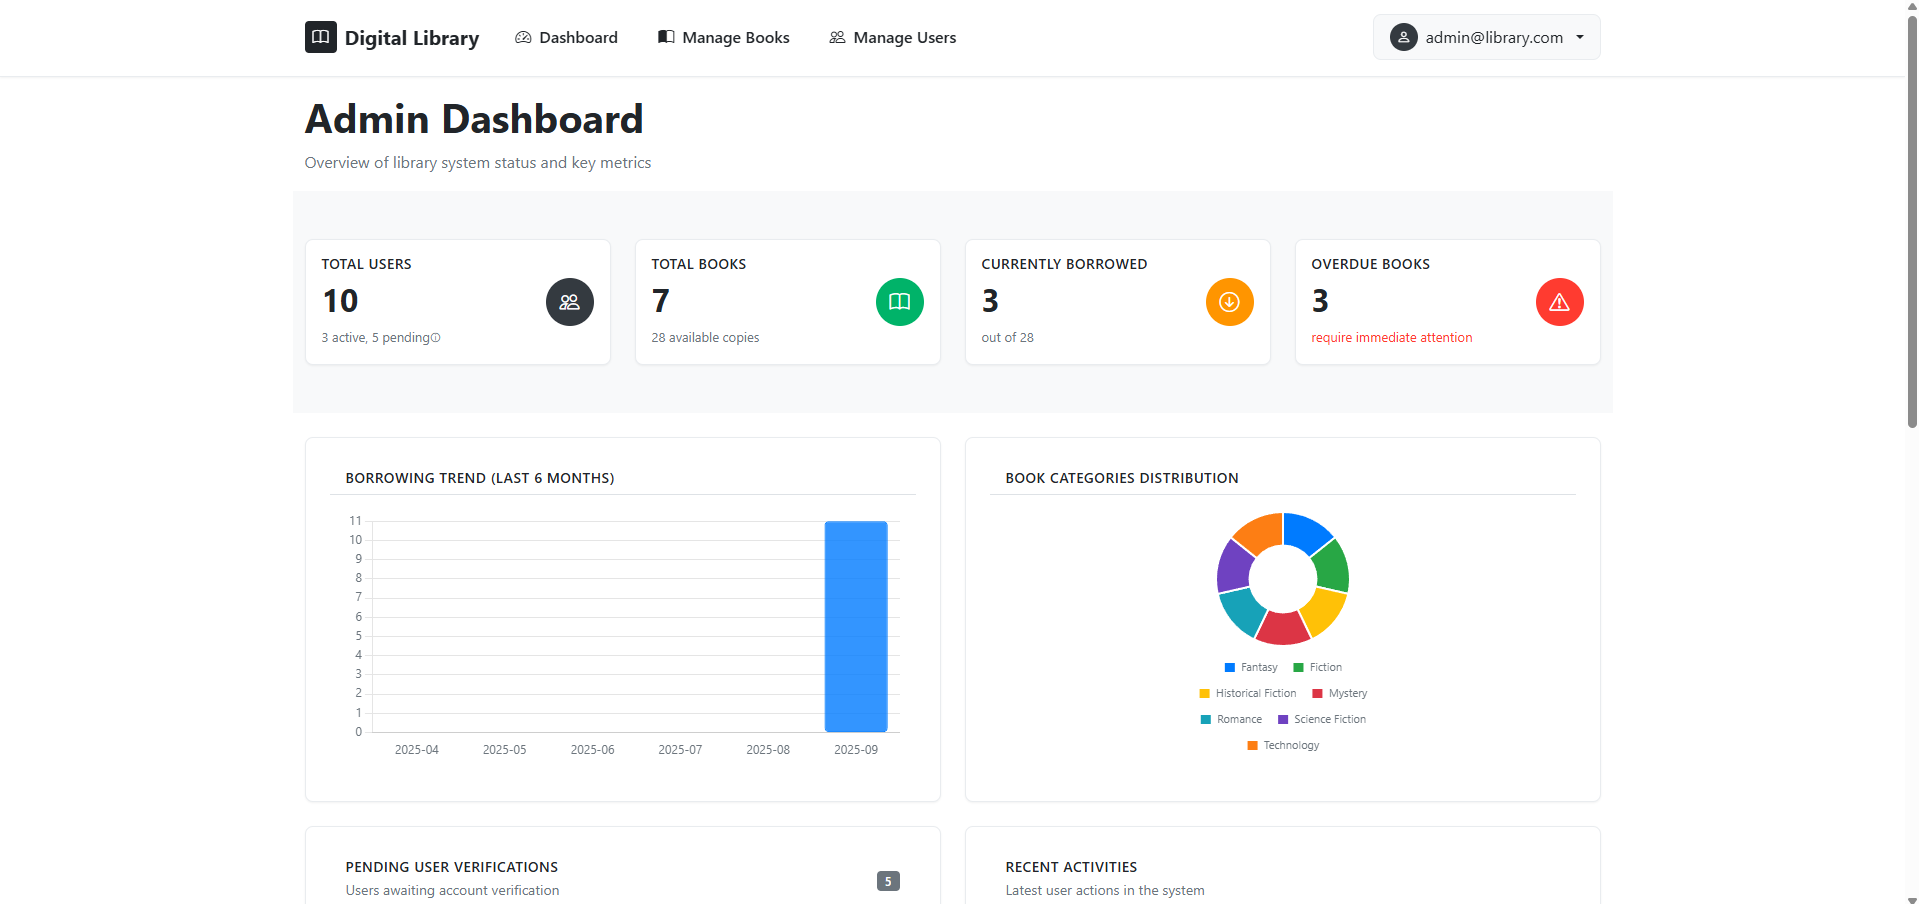 Digital Library
Dashboard
Manage Books
Manage Users
admin@library.com
Admin Dashboard
Overview of library system status and key metrics
TOTAL USERS
10
3 active, 5 pending
TOTAL BOOKS
7
28 available copies
CURRENTLY BORROWED
3
out of 28
OVERDUE BOOKS
3
require immediate attention
BORROWING TREND (LAST 6 MONTHS)
11
10
9
8
7
6
5
4
3
2
1
0
2025-04 2025-05 2025-06 2025-07 2025-08 2025-09
BOOK CATEGORIES DISTRIBUTION
Fantasy Fiction
Historical Fiction Mystery
Romance Science Fiction
Technology
PENDING USER VERIFICATIONS
Users awaiting account verification
5
RECENT ACTIVITIES
Latest user actions in the system